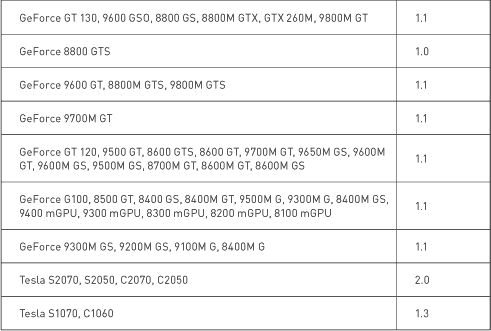 GeForce GT 130, 9600 GSO, 8800 GS, 8800M GTX, GTX 260M, 9800M GT 1.1
GeForce 8800 GTS 1.0
GeForce 9600 GT, 8800M GTS, 9800M GTS 1.1
GeForce 9700M GT 1.1
GeForce GT 120, 9500 GT, 8600 GTS, 8600 GT, 9700M GT, 9650M GS, 9600M
GT, 9600M GS, 9500M GS, 8700M GT, 8600M GT, 8600M GS 1.1
GeForce G100, 8500 GT, 8400 GS, 8400M GT, 9500M G, 9300M G, 8400M GS,
9400 mGPU, 9300 mGPU, 8300 mGPU, 8200 mGPU, 8100 mGPU 1.1
GeForce 9300M GS, 9200M GS, 9100M G, 8400M G 1.1
Tesla S2070, S2050, C2070, C2050 2.0
Tesla S1070, C1060 1.3